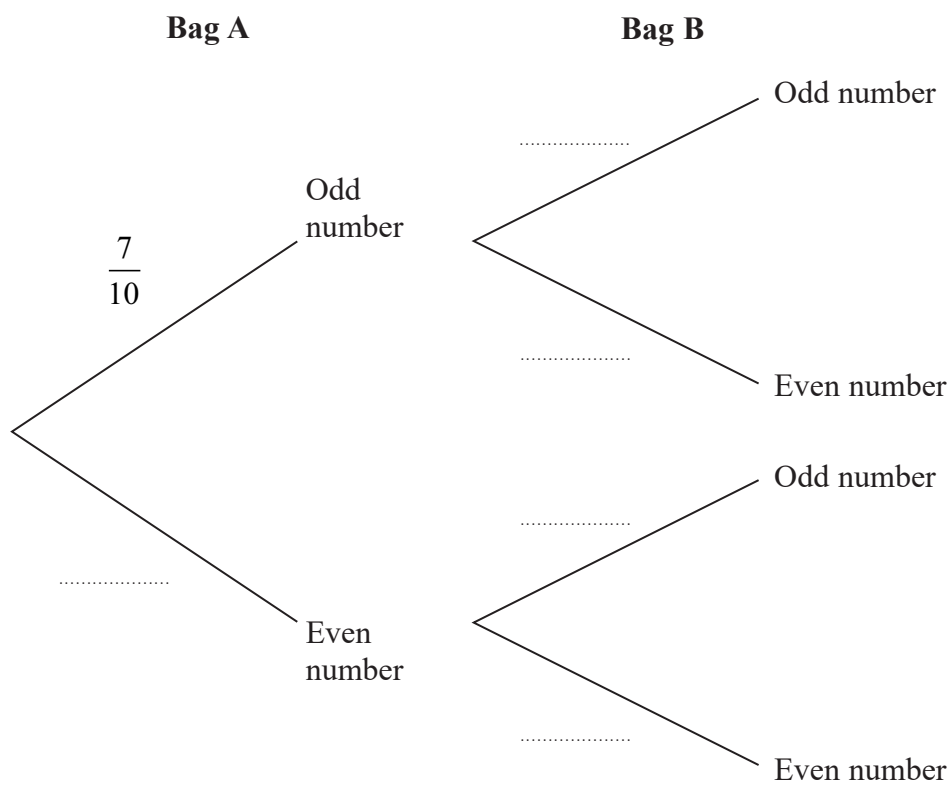 Bag A
Bag B
Odd number
Odd
number
7
10
....................
....................
Even number
Odd number
....................
....................
Even
number
....................
Even number